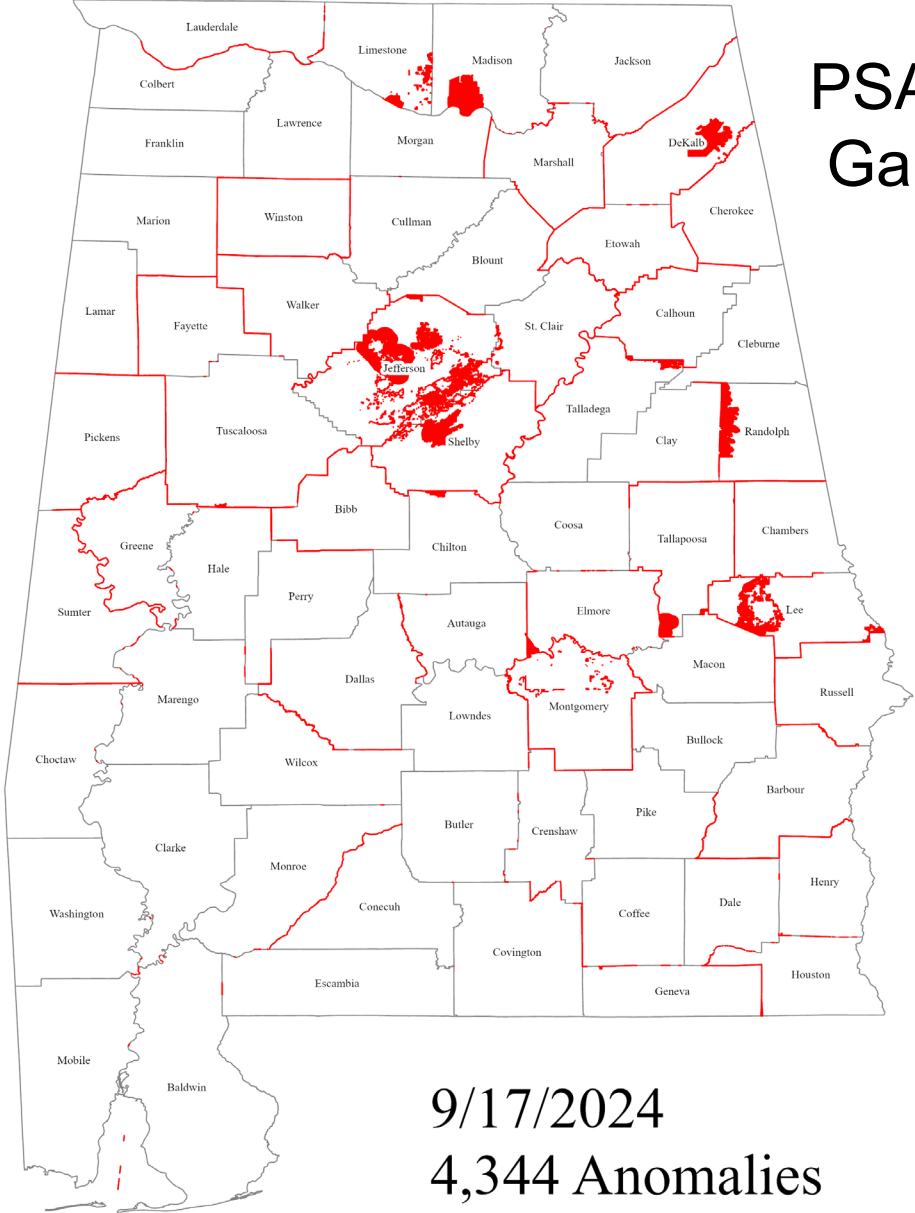 PSA
Ga
Lauderdale
Limestone
Madison
Jackson
Colbert
Lawrence
Franklin
Morgan
DeKalb
Marshall
Marion
Winston
Cullman
Cherokee
Etowah
Blount
Lamar
Fayette
Walker
St. Clair
Calhoun
Cleburne
Jefferson
Talladega
Pickens
Tuscaloosa
Shelby
Clay
Randolph
Bibb
Coosa
Tallapoosa
Chambers
Greene
Hale
Chilton
Perry
Sumter
Autauga
Elmore
Lee
Macon
Dallas
Marengo
Lowndes
Montgomery
Russell
Bullock
Choctaw
Wilcox
Barbour
Butler
Crenshaw
Pike
Clarke
Monroe
Henry
Washington
Conecuh
Coffee
Dale
Covington
Escambia
Geneva
Houston
Mobile
Baldwin
9/17/2024
4,344 Anomalies